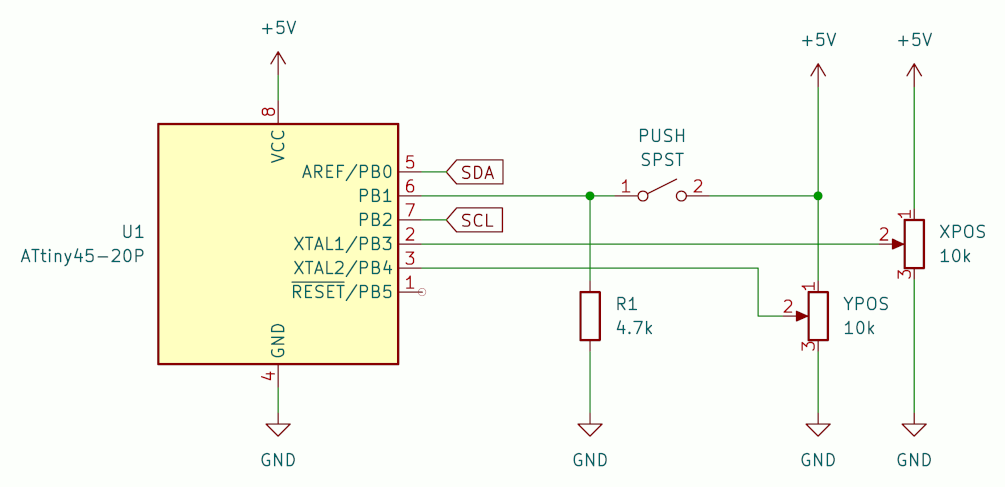 +5V
+5V
+5V
8
VCC
PUSH
SPST
AREF/PB0
5
SDA
PB1
6
1
2
PB2
7
SCL
1
U1
ATtiny45-20P
XTAL1/PB3
2
2
XPOS
10k
XTAL2/PB4
3
3
RESET/PB5
1
1
R1
4.7k
2
YPOS
10k
3
GND
4
GND
GND
GND
GND